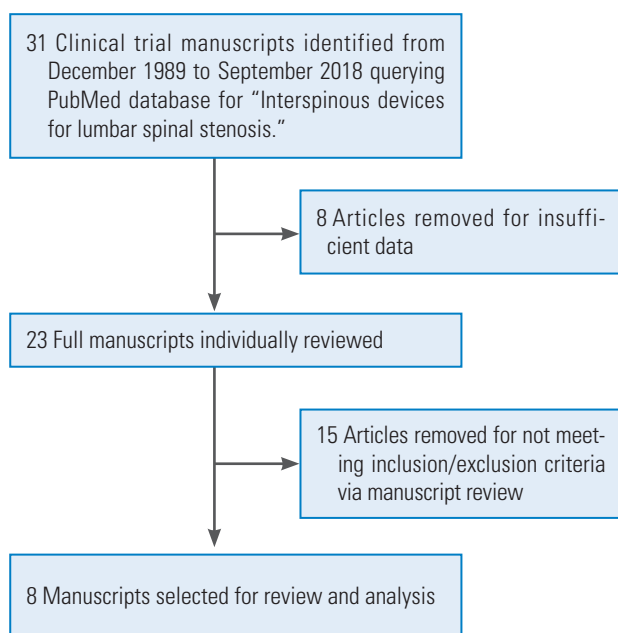 31 Clinical trial manuscripts identified from
December 1989 to September 2018 querying
PubMed database for “Interspinous devices
for lumbar spinal stenosis.”
8 Articles removed for insuffi-
cient data
23 Full manuscripts individually reviewed
15 Articles removed for not meet-
ing inclusion/exclusion criteria
via manuscript review
8 Manuscripts selected for review and analysis